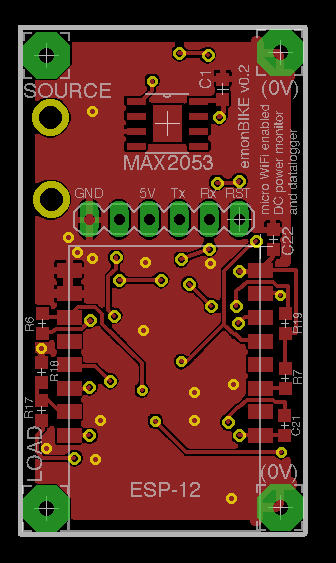 SOURCE
C1
(0V)
MAX2053
emonBIKE v0.2
micro WiFi enabled
DC power monitor
and datalogger
GND
5V
Tx
Rx
RST
C22
R6
R19
R18
R7
R17
C21
LOAD
(0V)
ESP-12